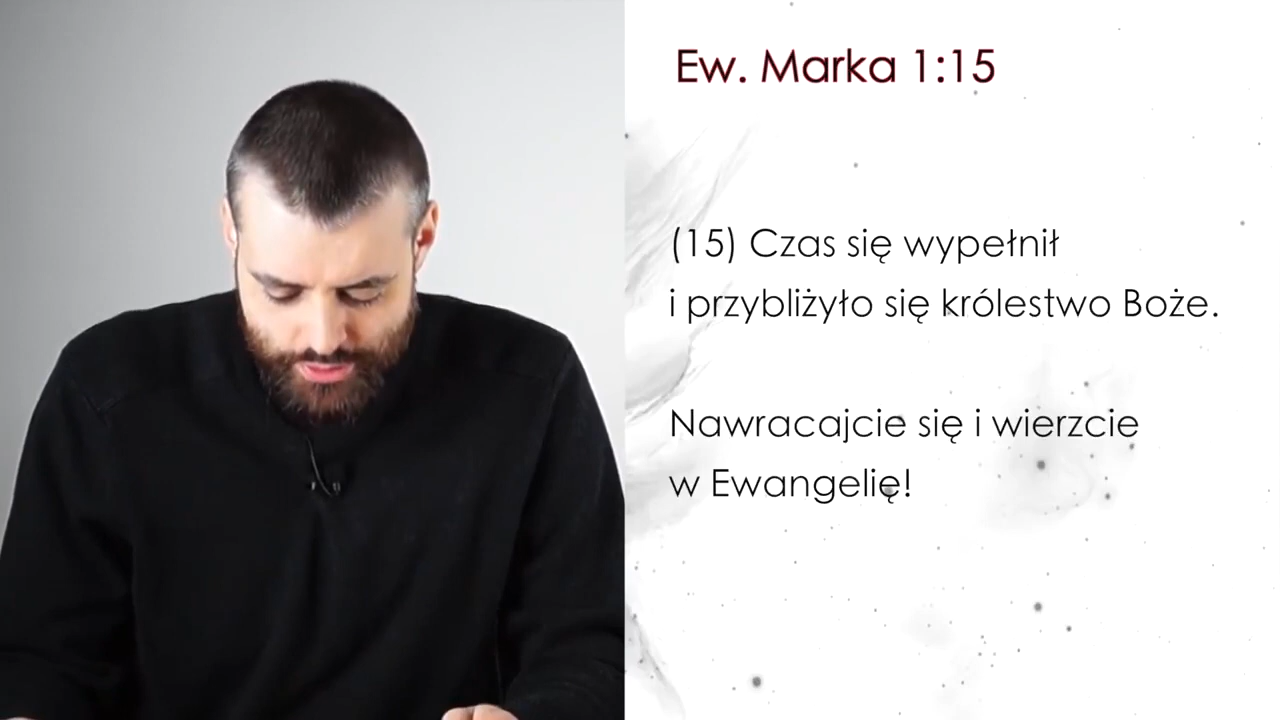 Ew. Marka 1:15
(15) Czas się wypełnił
i przybliżyło się królestwo Boże.
Nawracajcie się i wierzcie
w Ewangelię!